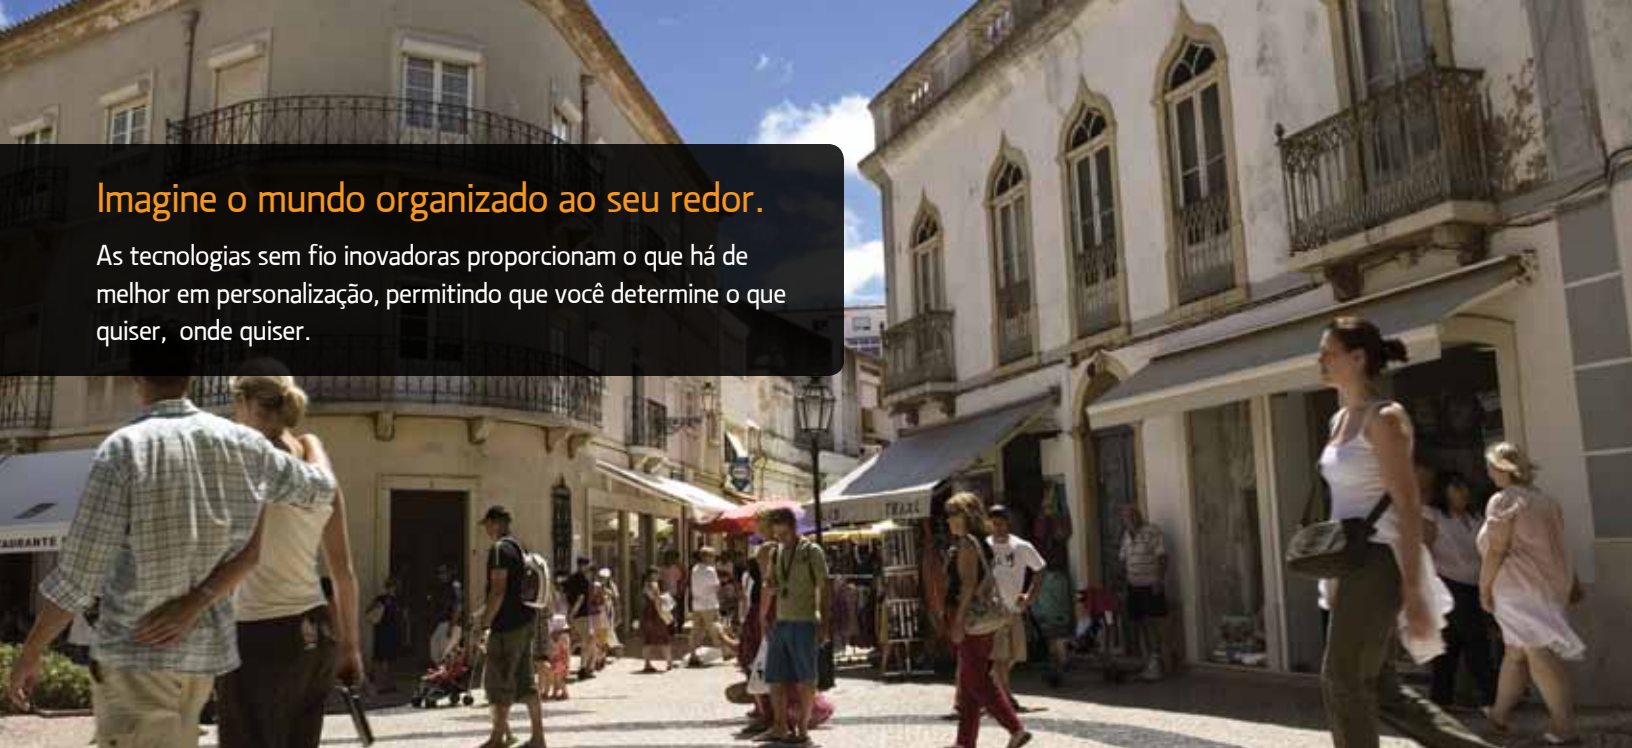 Imagine o mundo organizado ao seu redor.
As tecnologias sem fio inovadoras proporcionam o que há de
melhor em personalização, permitindo que você determine o que
quiser,  onde quiser.